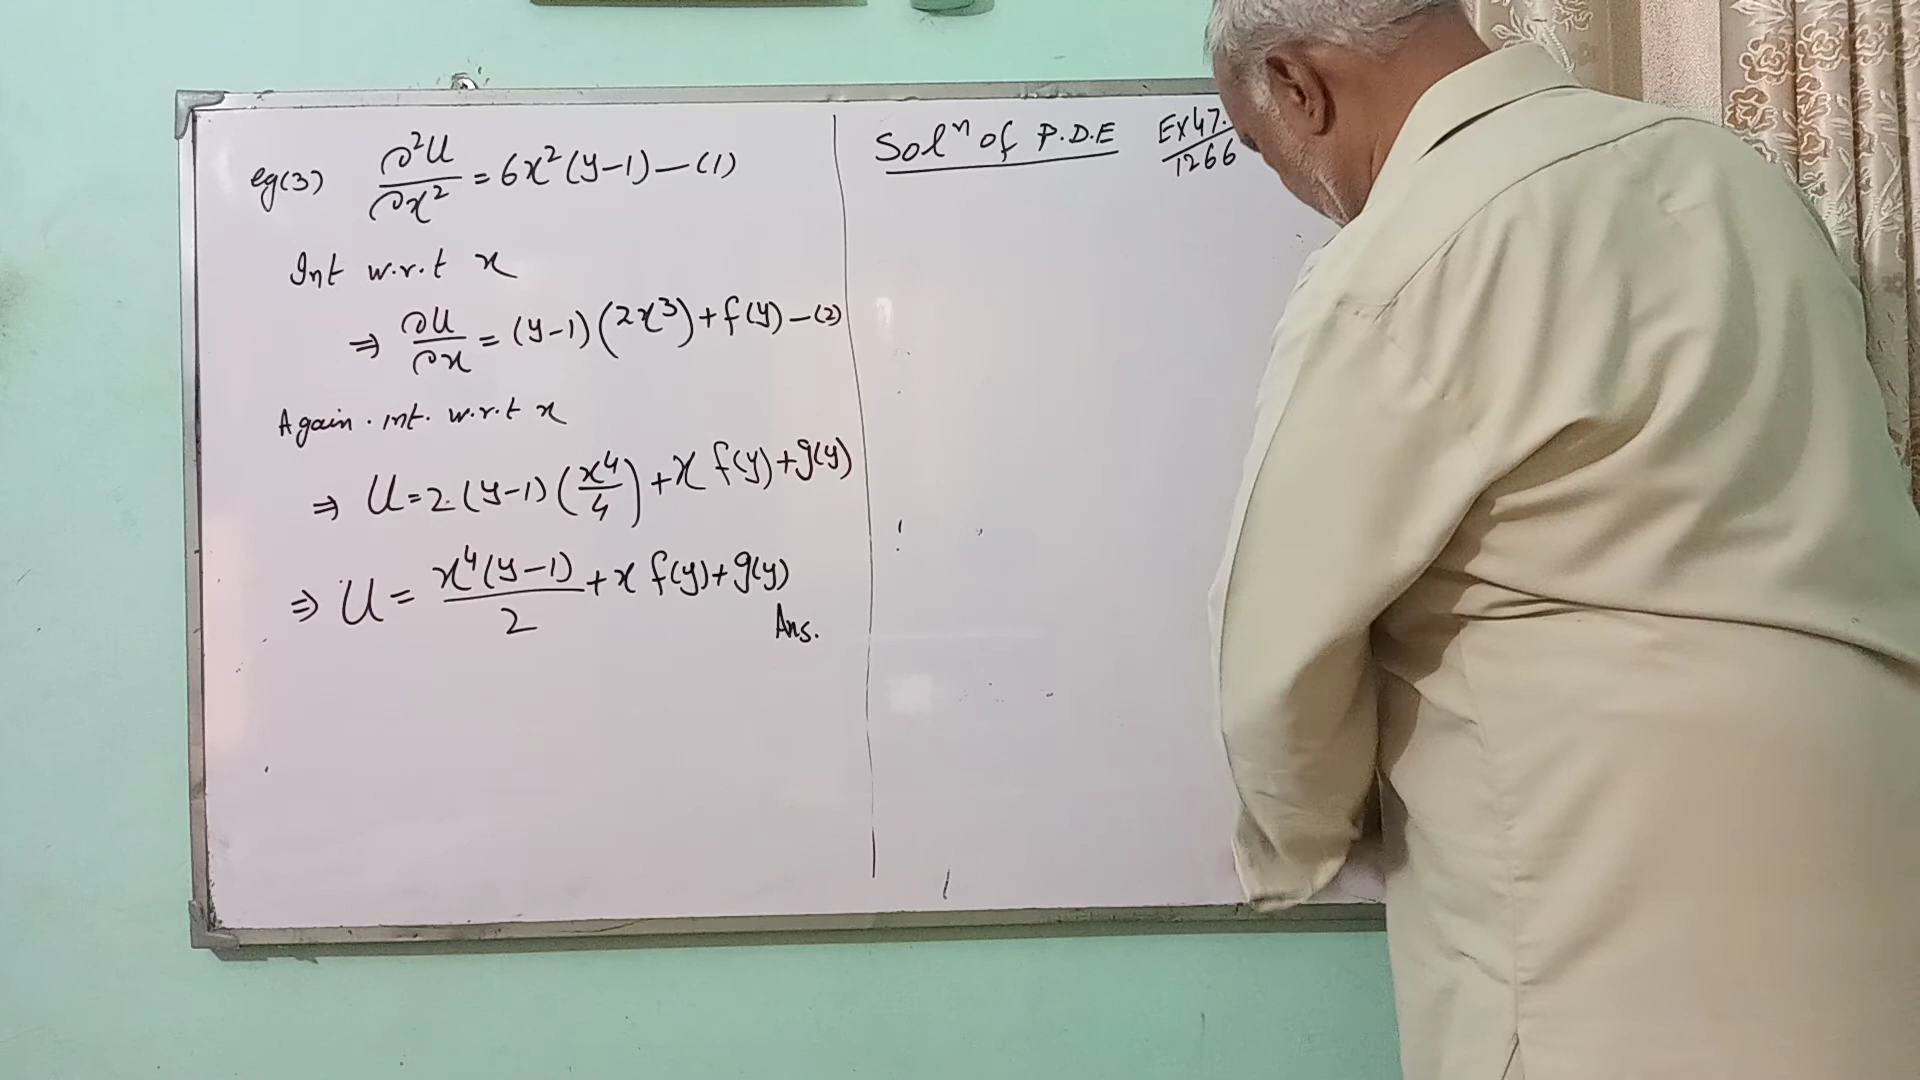 eg(3) ∂²U/∂x² = 6x²(y-1) — (1)
Int w.r.t x
⇒ ∂U/∂x = (y-1)(2x³) + f(y) — (2)
Again. int. w.r.t x
⇒ U = 2.(y-1)(x⁴/4) + x f(y) + g(y)
⇒ U = x⁴(y-1)/2 + x f(y) + g(y)
Ans.
Solⁿ of P.D.E
Ex47.
1266